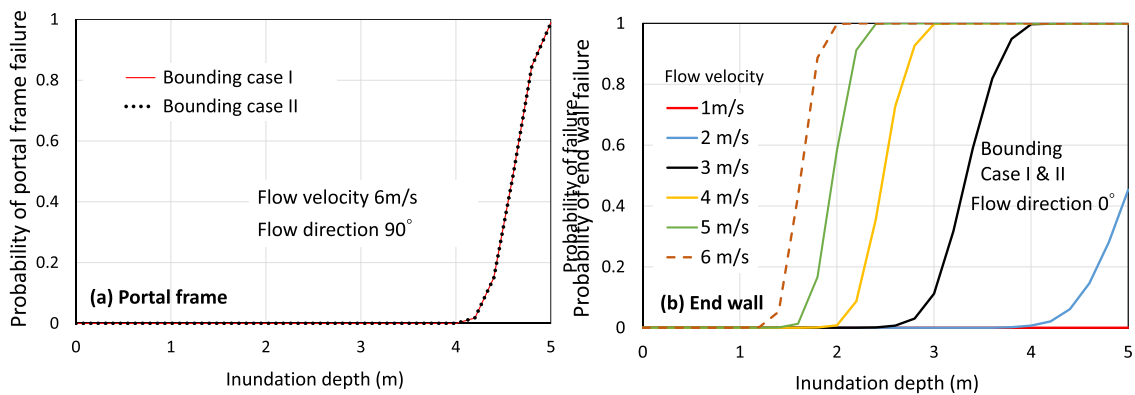 Probability of portal frame failure
1
0.8
0.6
0.4
0.2
0
Bounding case I
Bounding case II
Flow velocity 6m/s
Flow direction 90°
(a) Portal frame
0 1 2 3 4 5
Inundation depth (m)
Probability of failure
Probability of end wall failure
1
0.8
0.6
0.4
0.2
0
Flow velocity
1m/s
2 m/s
3 m/s
4 m/s
5 m/s
6 m/s
Bounding
Case I & II
Flow direction 0°
(b) End wall
0 1 2 3 4 5
Inundation depth (m)